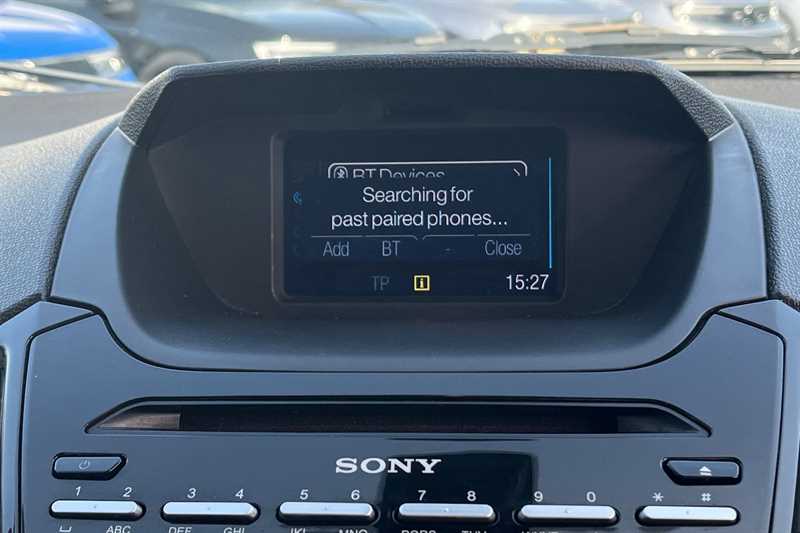 BT Devices
Searching for
past paired phones...
Add BT - Close
TP i 15:27
SONY
1 2 3 4 5 6 7 8 9 0 * #
ABC DEF GHI JKL MNO